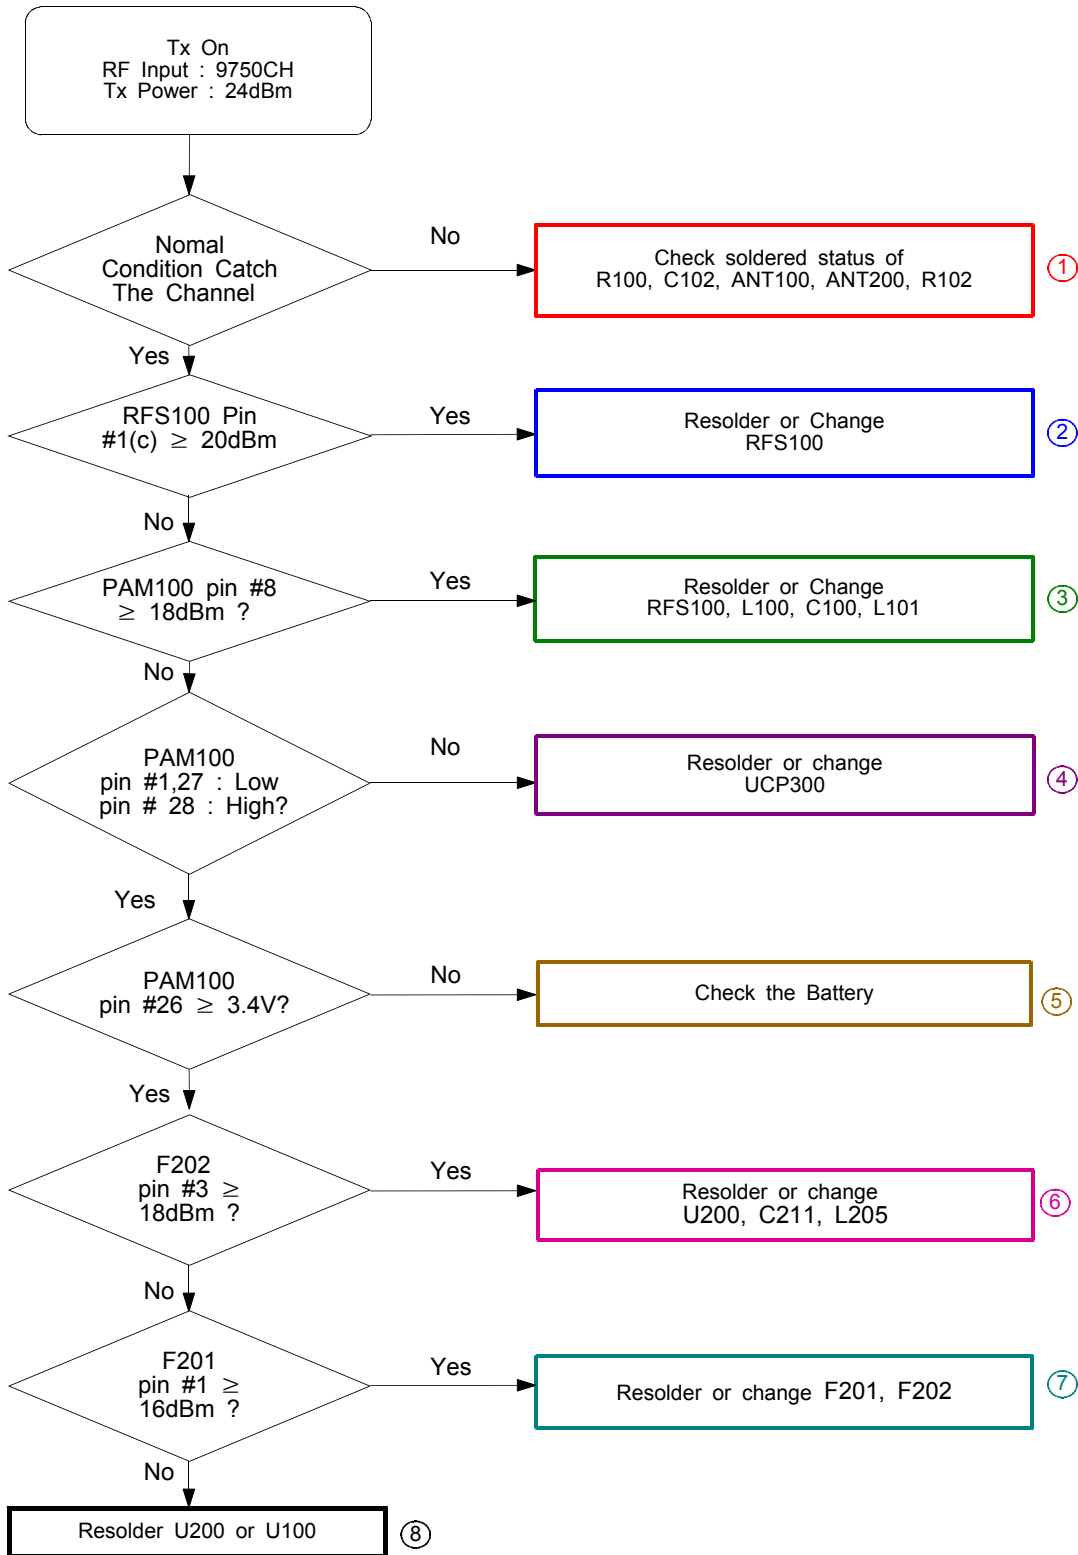 Tx On
RF Input : 9750CH
Tx Power : 24dBm
Nomal
Condition Catch
The Channel
No
Check soldered status of
R100, C102, ANT100, ANT200, R102
1
Yes
RFS100 Pin
#1(c) ≥ 20dBm
Yes
Resolder or Change
RFS100
2
No
PAM100 pin #8
≥ 18dBm ?
Yes
Resolder or Change
RFS100, L100, C100, L101
3
No
PAM100
pin #1,27 : Low
pin # 28 : High?
No
Resolder or change
UCP300
4
Yes
PAM100
pin #26 ≥ 3.4V?
No
Check the Battery
5
Yes
F202
pin #3 ≥
18dBm ?
Yes
Resolder or change
U200, C211, L205
6
No
F201
pin #1 ≥
16dBm ?
Yes
Resolder or change F201, F202
7
No
Resolder U200 or U100
8